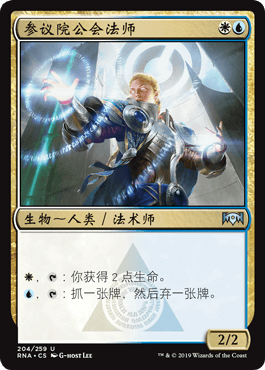 参议院公会法师
生物～人类 / 法术师
，：你获得2点生命。
，：抓一张牌，然后弃一张牌。
2/2
204/259 U
RNA • CS G-HOST LEE
™ & © 2019 Wizards of the Coast